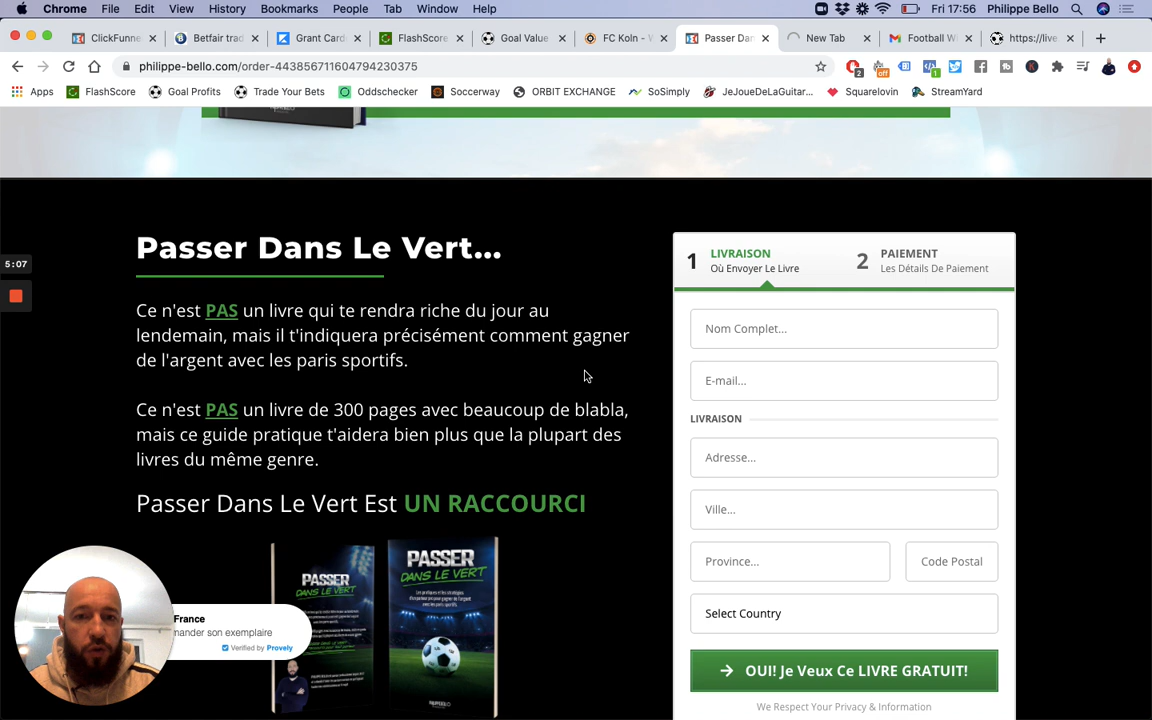 Chrome File Edit View History Bookmarks People Tab Window Help Fri 17:56 Philippe Bello
ClickFunne Betfair trad Grant Card FlashScore Goal Value FC Koln - Passer Dan New Tab Football W https://live.
philippe-bello.com/order-443856711604794230375
2 off 1
Apps FlashScore Goal Profits Trade Your Bets Oddschecker Soccerway ORBIT EXCHANGE SoSimply JeJoueDeLaGuitar... Squarelovin StreamYard
Passer Dans Le Vert...
1 LIVRAISON
Où Envoyer Le Livre
2 PAIEMENT
Les Détails De Paiement
5:07
Ce n'est PAS un livre qui te rendra riche du jour au
lendemain, mais il t'indiquera précisément comment gagner
de l'argent avec les paris sportifs.
Ce n'est PAS un livre de 300 pages avec beaucoup de blabla,
mais ce guide pratique t'aidera bien plus que la plupart des
livres du même genre.
Passer Dans Le Vert Est UN RACCOURCI
PASSER
DANS LE VERT
PASSER
DANS LE VERT
France
mander son exemplaire
Verified by Provely
Nom Complet...
E-mail...
LIVRAISON
Adresse...
Ville...
Province...
Code Postal
Select Country
OUI! Je Veux Ce LIVRE GRATUIT!
We Respect Your Privacy & Information